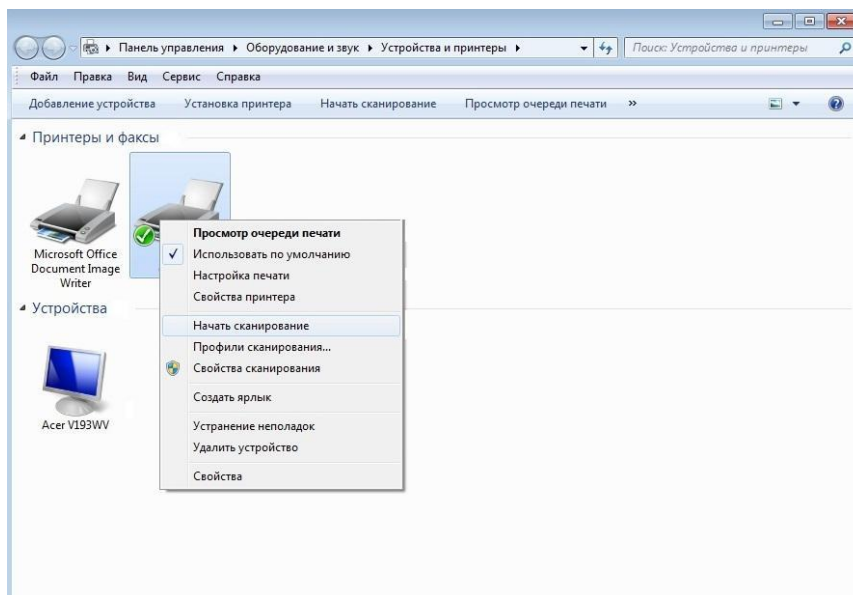 Панель управления ▸ Оборудование и звук ▸ Устройства и принтеры ▸
Поиск: Устройства и принтеры
Файл Правка Вид Сервис Справка
Добавление устройства Установка принтера Начать сканирование Просмотр очереди печати »
Принтеры и факсы
Microsoft Office
Document Image
Writer
Просмотр очереди печати
Использовать по умолчанию
Настройка печати
Свойства принтера
Начать сканирование
Профили сканирования...
Свойства сканирования
Создать ярлык
Устранение неполадок
Удалить устройство
Свойства
Устройства
Acer V193WV